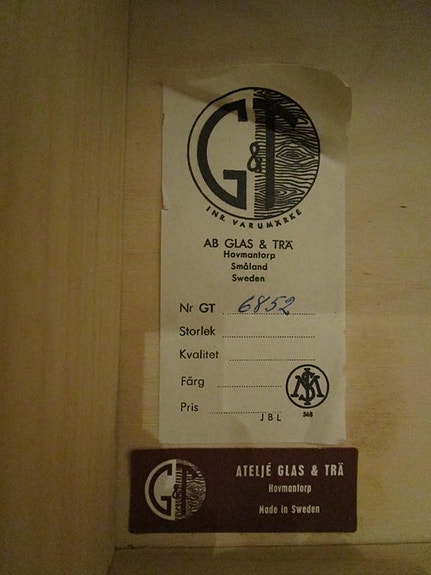 G&T
INR. VARUMÄRKE
AB GLAS & TRÄ
Hovmantorp
Småland
Sweden
Nr GT 6852
Storlek
Kvalitet
Färg
Pris
JBL
568
G&T
ATELJÉ GLAS & TRÄ
Hovmantorp
Made in Sweden